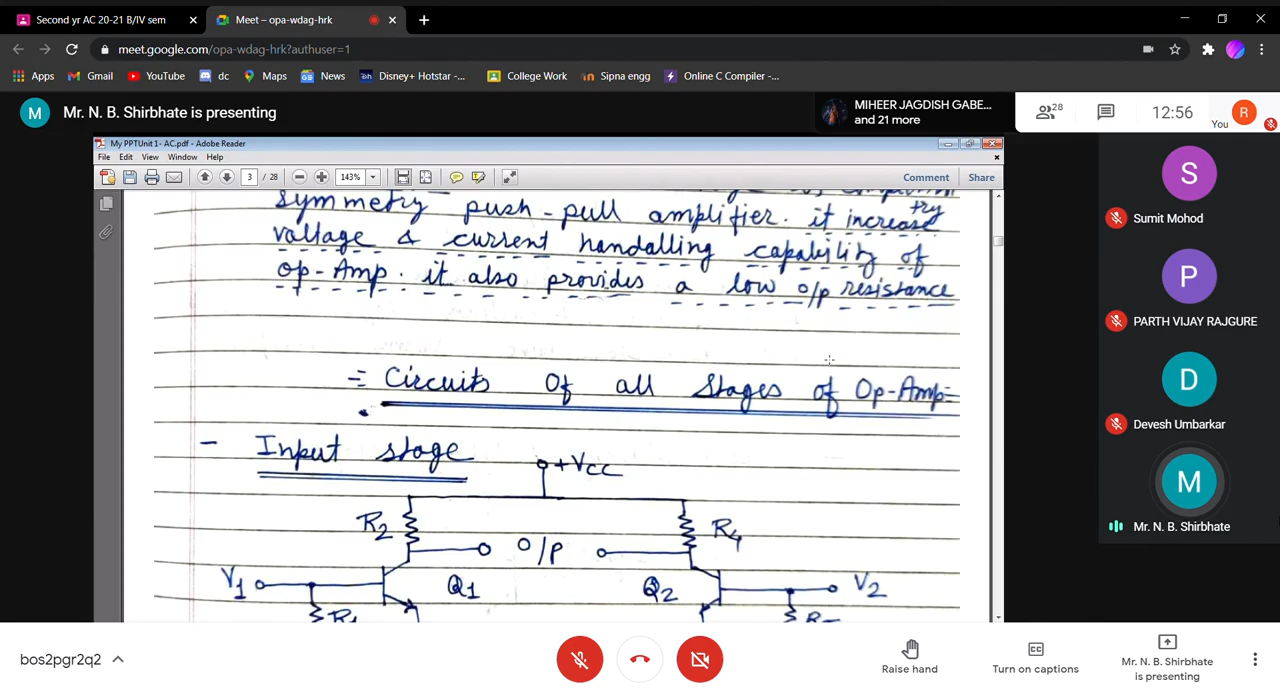 Second yr AC 20-21 B/IV sem
Meet – opa-wdag-hrk
meet.google.com/opa-wdag-hrk?authuser=1
Apps Gmail YouTube dc Maps News Disney+ Hotstar -... College Work Sipna engg Online C Compiler -...
M Mr. N. B. Shirbhate is presenting
MIHEER JAGDISH GABE...
and 21 more
28
12:56
You
R
My PPTUnit 1- AC.pdf - Adobe Reader
File Edit View Window Help
3 / 28 143% Comment Share
symmetry push-pull amplifier. it increase
try
voltage & current handalling capability of
Op-Amp. it also provides a low o/p resistance
= Circuits Of all Stages of Op-Amp=
- Input stage
+VCC
R2
R4
O/P
V1
Q1
Q2
V2
R1
S
Sumit Mohod
P
PARTH VIJAY RAJGURE
D
Devesh Umbarkar
M
Mr. N. B. Shirbhate
bos2pgr2q2
Raise hand
Turn on captions
Mr. N. B. Shirbhate
is presenting